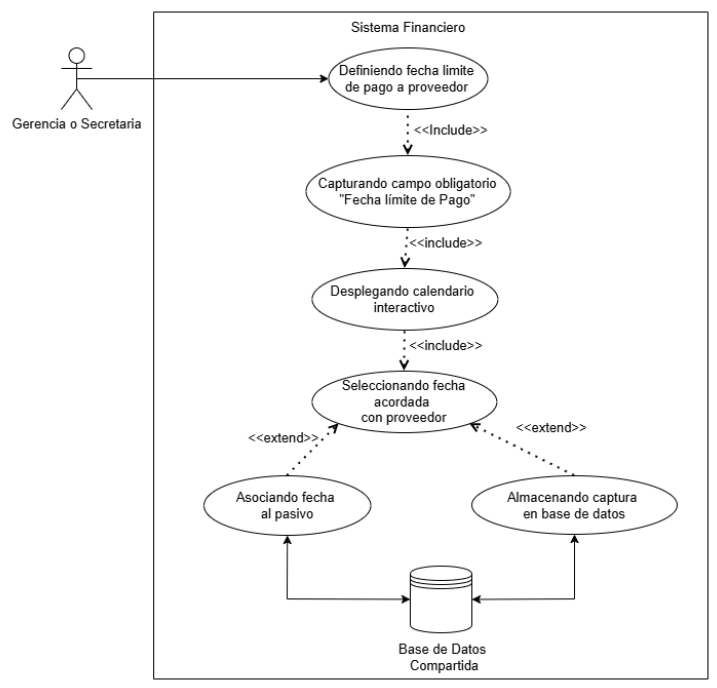 Sistema Financiero
Definiendo fecha limite
de pago a proveedor
Gerencia o Secretaria
<<Include>>
Capturando campo obligatorio
"Fecha límite de Pago"
<<include>>
Desplegando calendario
interactivo
<<include>>
Seleccionando fecha
acordada
con proveedor
<<extend>>
<<extend>>
Asociando fecha
al pasivo
Almacenando captura
en base de datos
Base de Datos
Compartida